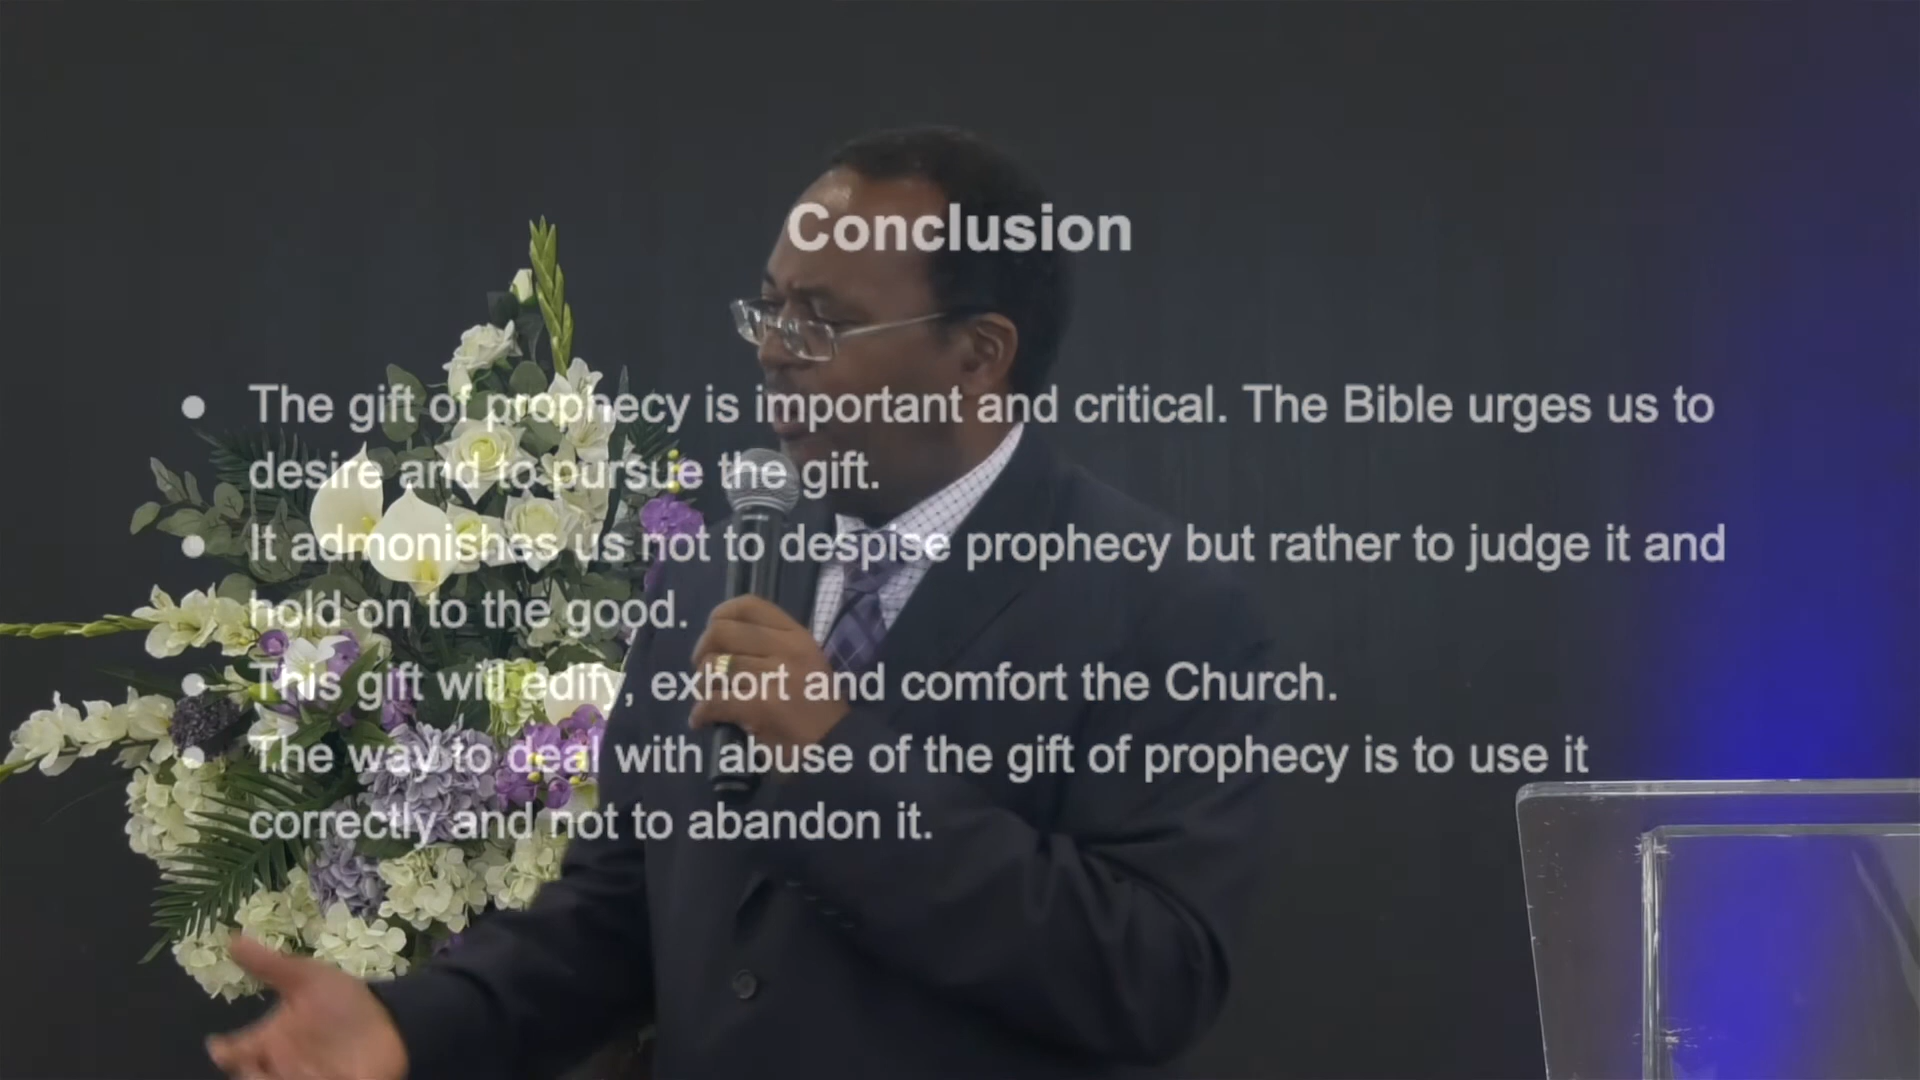 Conclusion
● The gift of prophecy is important and critical. The Bible urges us to
desire and to pursue the gift.
● It admonishes us not to despise prophecy but rather to judge it and
hold on to the good.
● This gift will edify, exhort and comfort the Church.
● The way to deal with abuse of the gift of prophecy is to use it
correctly and not to abandon it.